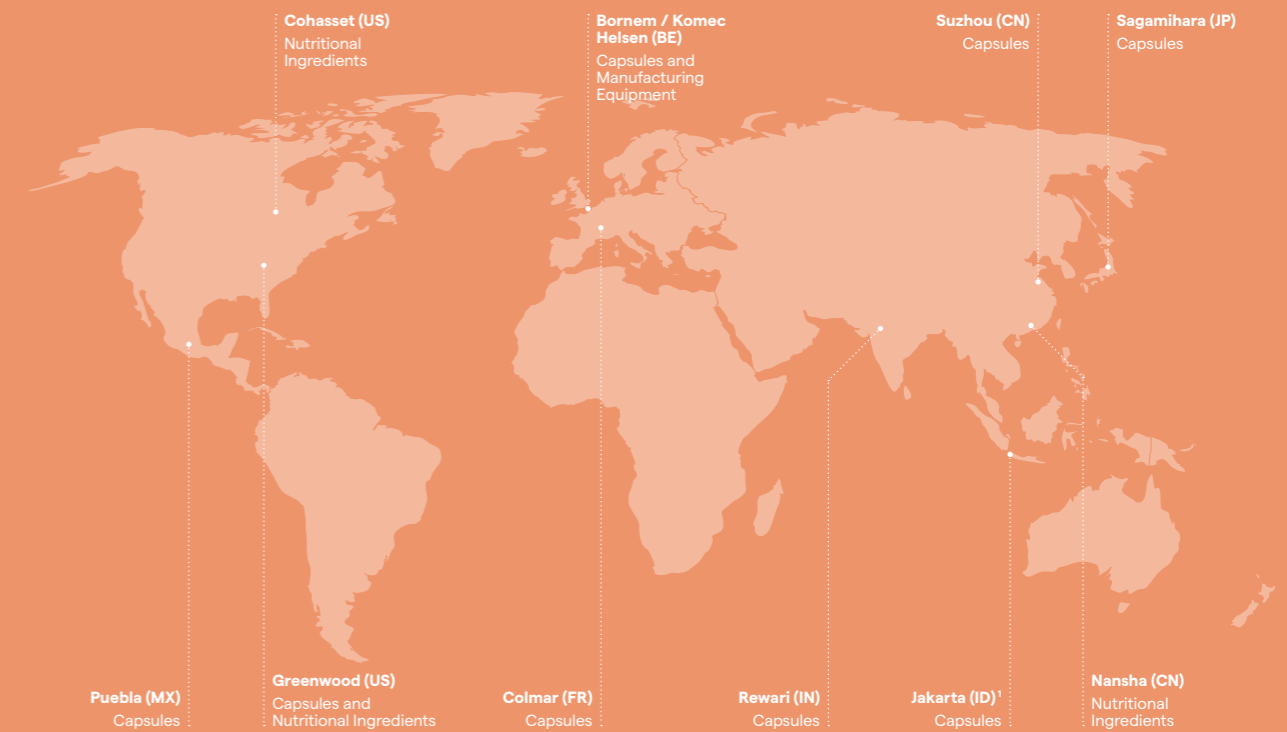 Cohasset (US)
Nutritional
Ingredients
Bornem / Komec
Helsen (BE)
Capsules and
Manufacturing
Equipment
Suzhou (CN)
Capsules
Sagamihara (JP)
Capsules
Puebla (MX)
Capsules
Greenwood (US)
Capsules and
Nutritional Ingredients
Colmar (FR)
Capsules
Rewari (IN)
Capsules
Jakarta (ID)¹
Capsules
Nansha (CN)
Nutritional
Ingredients